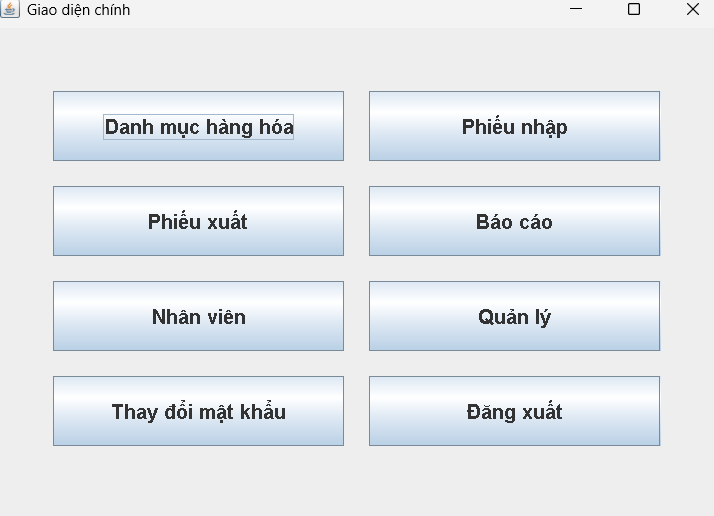 Giao diện chính
Danh mục hàng hóa
Phiếu nhập
Phiếu xuất
Báo cáo
Nhân viên
Quản lý
Thay đổi mật khẩu
Đăng xuất